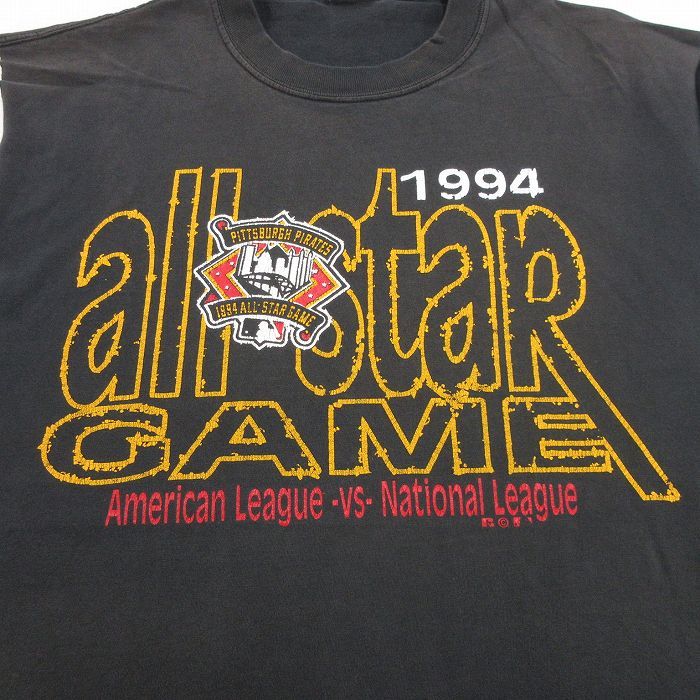 1994
all-star
PITTSBURGH PIRATES
1994 ALL-STAR GAME
GAME
American League -vs- National League